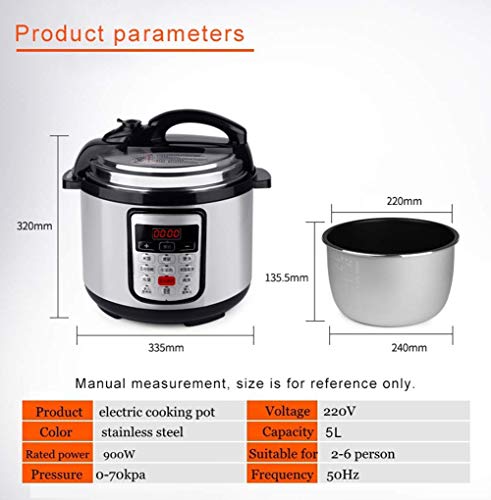 Product parameters
220mm
320mm
0000
135.5mm
335mm
240mm
Manual measurement, size is for reference only.
Product electric cooking pot Voltage 220V
Color stainless steel Capacity 5L
Rated power 900W Suitable for 2-6 person
Pressure 0-70kpa Frequency 50Hz